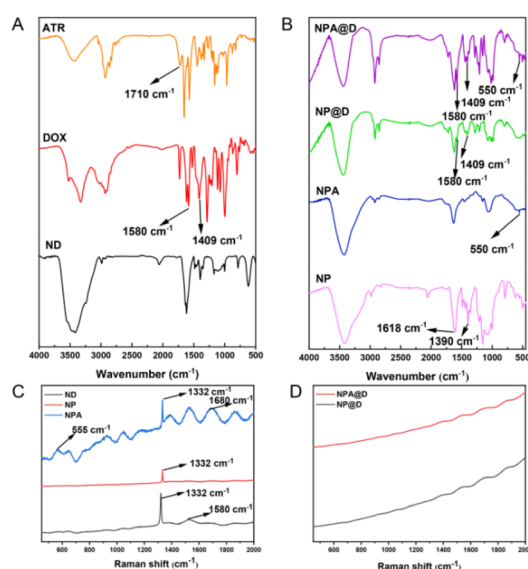 A
ATR
1710 cm⁻¹
DOX
1580 cm⁻¹
1409 cm⁻¹
ND
4000 3500 3000 2500 2000 1500 1000 500
Wavenumber (cm⁻¹)
B
NPA@D
550 cm⁻¹
1409 cm⁻¹
1580 cm⁻¹
NP@D
1409 cm⁻¹
1580 cm⁻¹
NPA
550 cm⁻¹
NP
1618 cm⁻¹
1390 cm⁻¹
4000 3500 3000 2500 2000 1500 1000 500
Wavenumber (cm⁻¹)
C
ND
NP
NPA
1332 cm⁻¹
1680 cm⁻¹
555 cm⁻¹
1332 cm⁻¹
1332 cm⁻¹
1580 cm⁻¹
600 800 1000 1200 1400 1600 1800 2000
Raman shift (cm⁻¹)
D
NPA@D
NP@D
600 800 1000 1200 1400 1600 1800 2000
Raman shift (cm⁻¹)